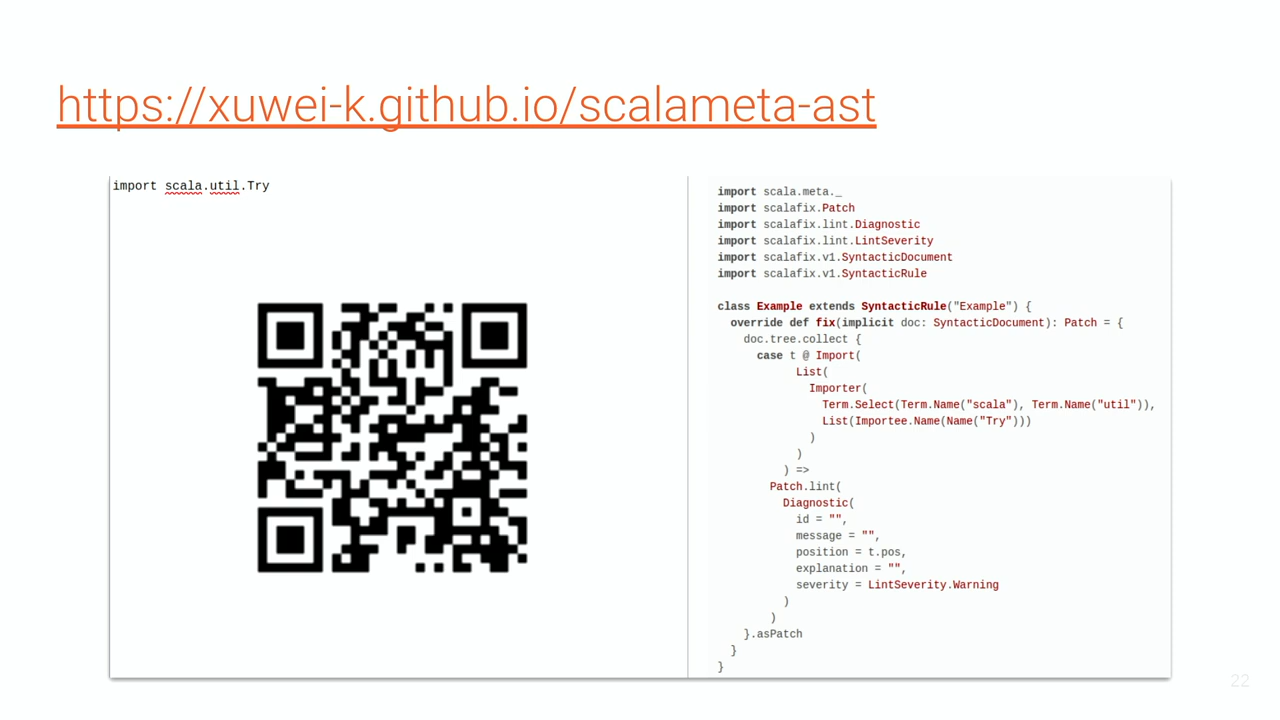 https://xuwei-k.github.io/scalameta-ast
import scala.util.Try
import scala.meta._
import scalafix.Patch
import scalafix.lint.Diagnostic
import scalafix.lint.LintSeverity
import scalafix.v1.SyntacticDocument
import scalafix.v1.SyntacticRule

class Example extends SyntacticRule("Example") {
  override def fix(implicit doc: SyntacticDocument): Patch = {
    doc.tree.collect {
      case t @ Import(
            List(
              Importer(
                Term.Select(Term.Name("scala"), Term.Name("util")),
                List(Importee.Name(Name("Try")))
              )
            )
          ) =>
        Patch.lint(
          Diagnostic(
            id = "",
            message = "",
            position = t.pos,
            explanation = "",
            severity = LintSeverity.Warning
          )
        )
    }.asPatch
  }
}
22